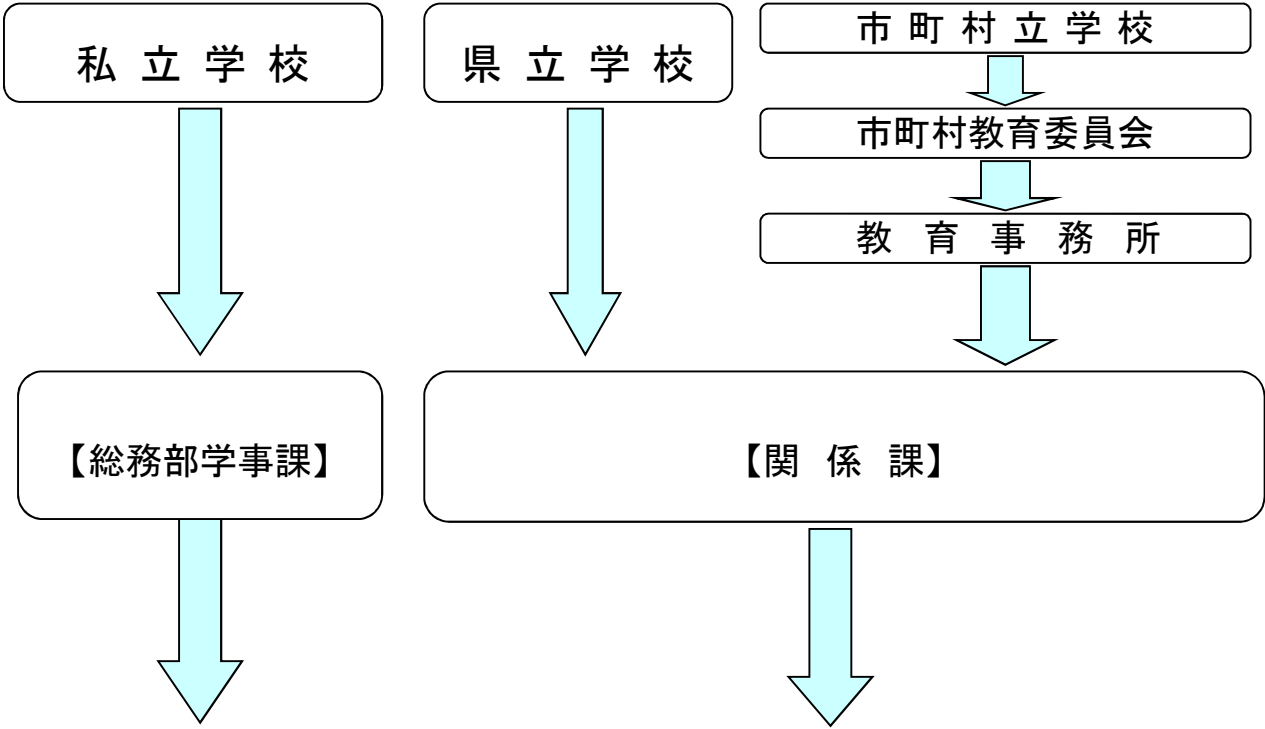 私 立 学 校
県 立 学 校
市 町 村 立 学 校
市町村教育委員会
教 育 事 務 所
【総務部学事課】
【関 係 課】